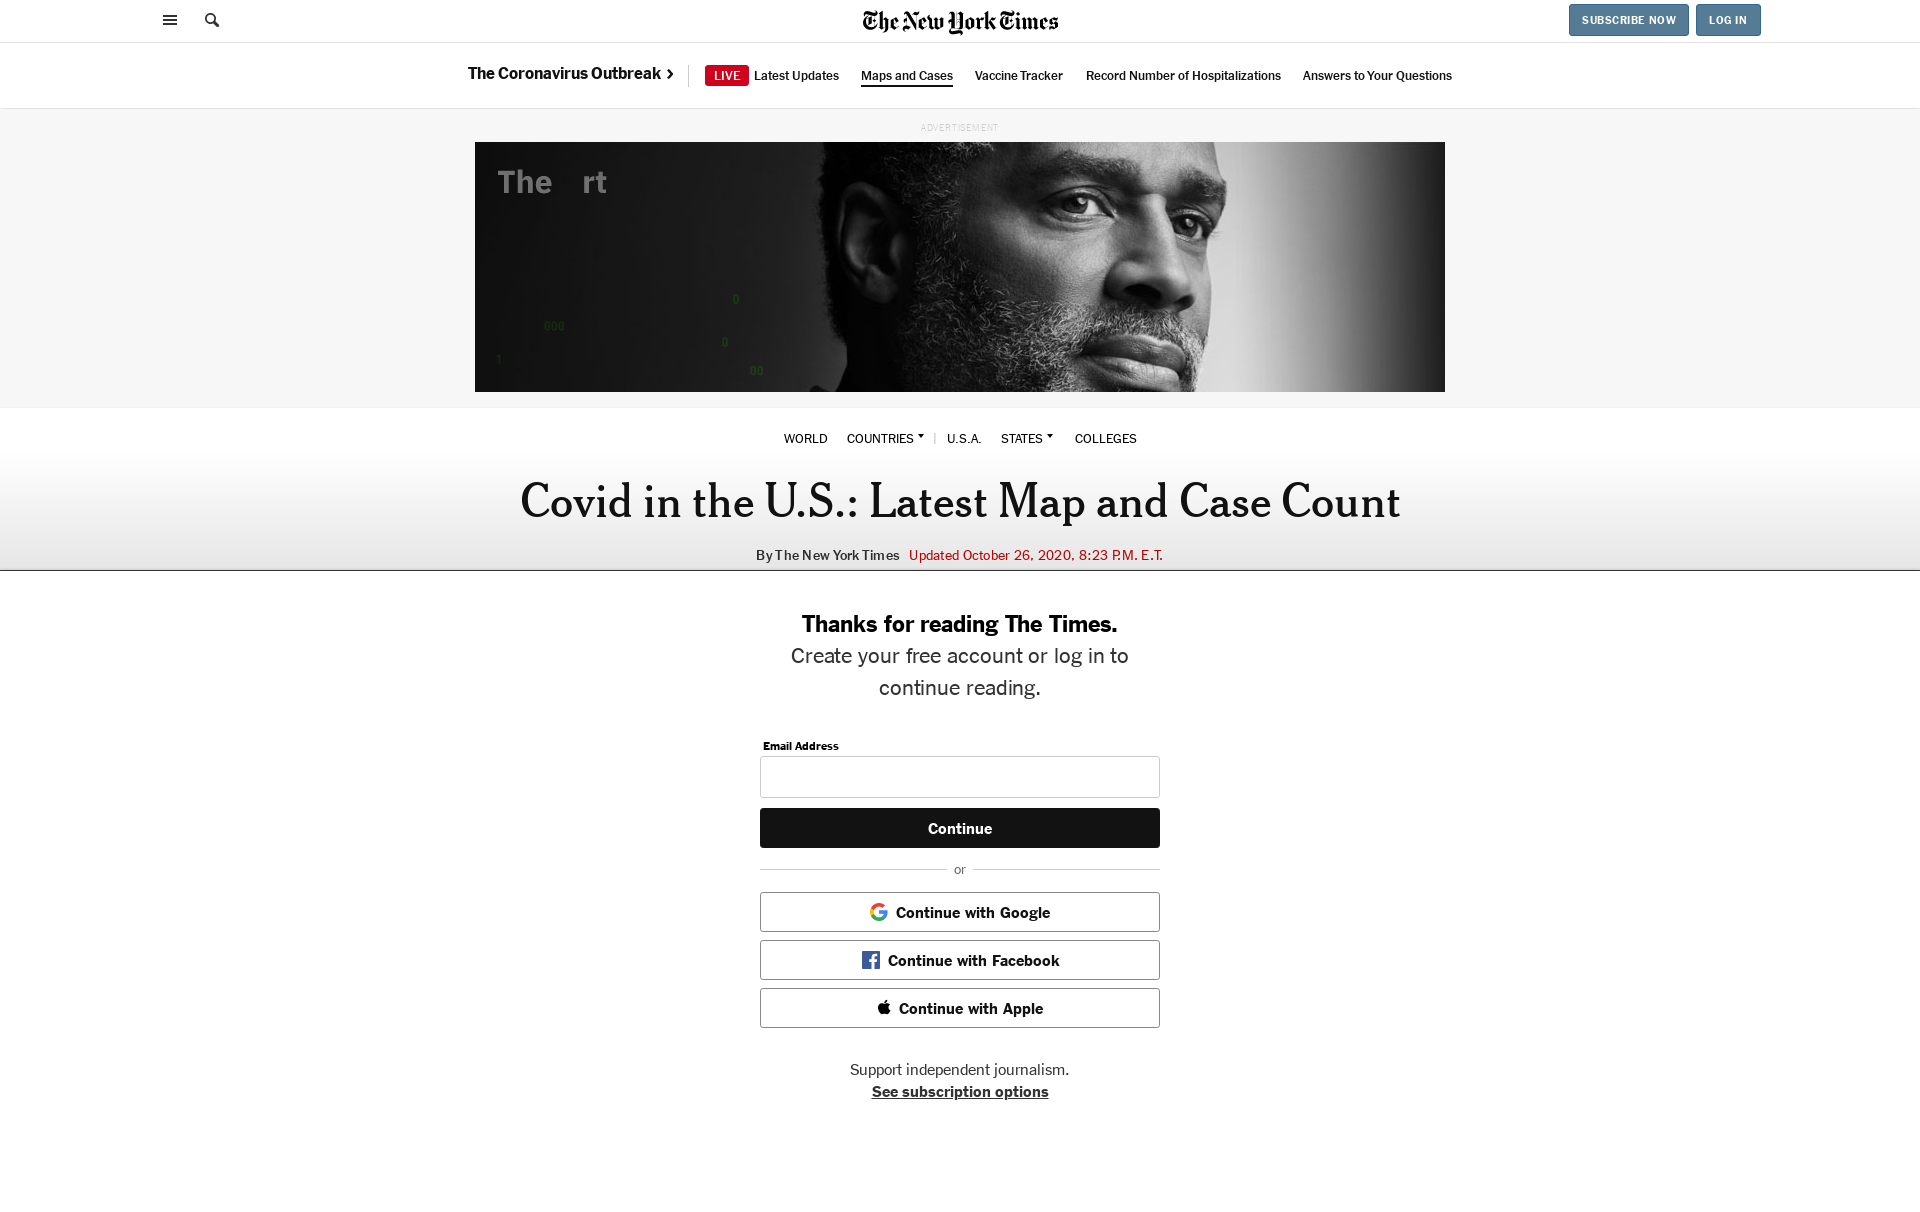 The New York Times
SUBSCRIBE NOW
LOG IN
The Coronavirus Outbreak
LIVE Latest Updates
Maps and Cases
Vaccine Tracker
Record Number of Hospitalizations
Answers to Your Questions
ADVERTISEMENT
The rt
0
000
0
1
00
WORLD COUNTRIES | U.S.A. STATES COLLEGES
Covid in the U.S.: Latest Map and Case Count
By The New York Times Updated October 26, 2020, 8:23 P.M. E.T.
Thanks for reading The Times.
Create your free account or log in to
continue reading.
Email Address
Continue
or
Continue with Google
Continue with Facebook
Continue with Apple
Support independent journalism.
See subscription options